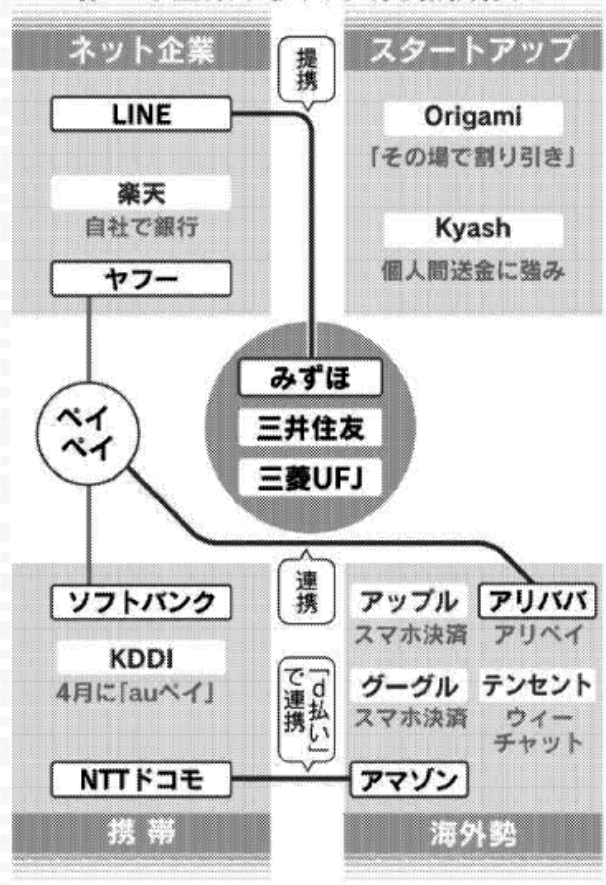 ネット企業
提携
スタートアップ
LINE
楽天
自社で銀行
ヤフー
Origami
「その場で割り引き」
Kyash
個人間送金に強み
みずほ
三井住友
三菱UFJ
ペイ
ペイ
連携
ソフトバンク
KDDI
4月に「auペイ」
NTTドコモ
携帯
「d払い」
で連携
アップル
スマホ決済
アリババ
アリペイ
グーグル
スマホ決済
テンセント
ウィー
チャット
アマゾン
海外勢